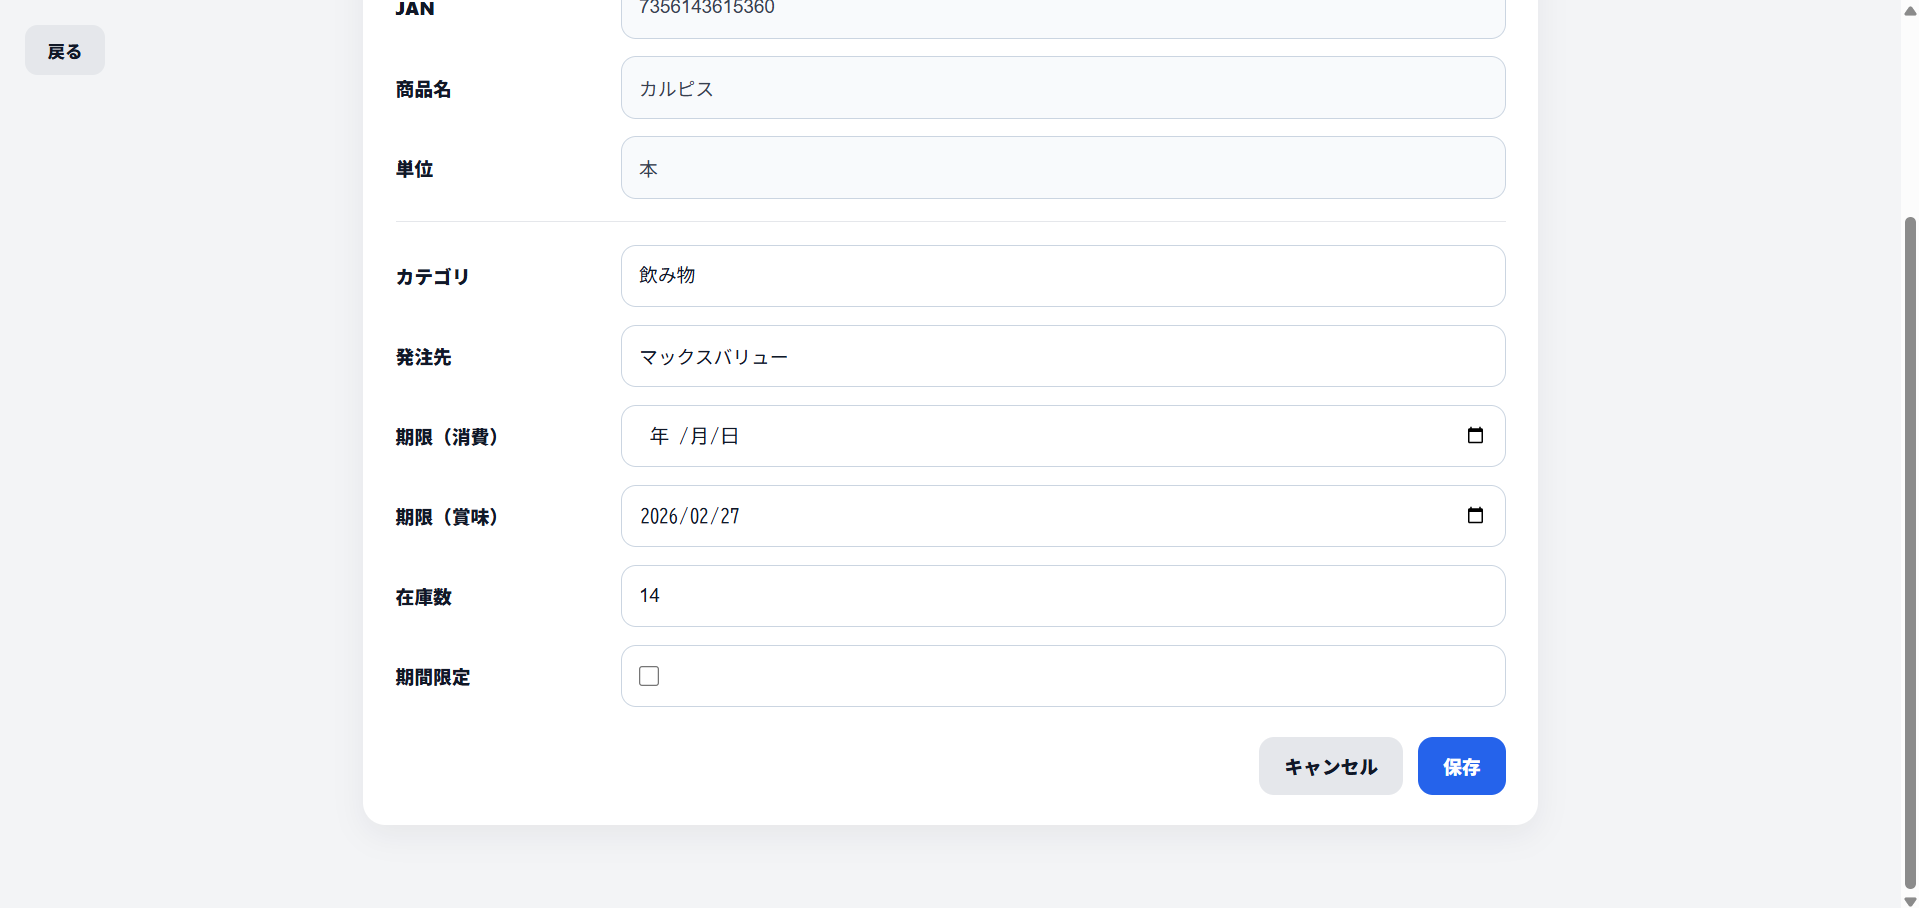 JAN 7356143615360
戻る
商品名 カルピス
単位 本
カテゴリ 飲み物
発注先 マックスバリュー
期限（消費） 年 /月/日
期限（賞味） 2026/02/27
在庫数 14
期間限定
キャンセル 保存